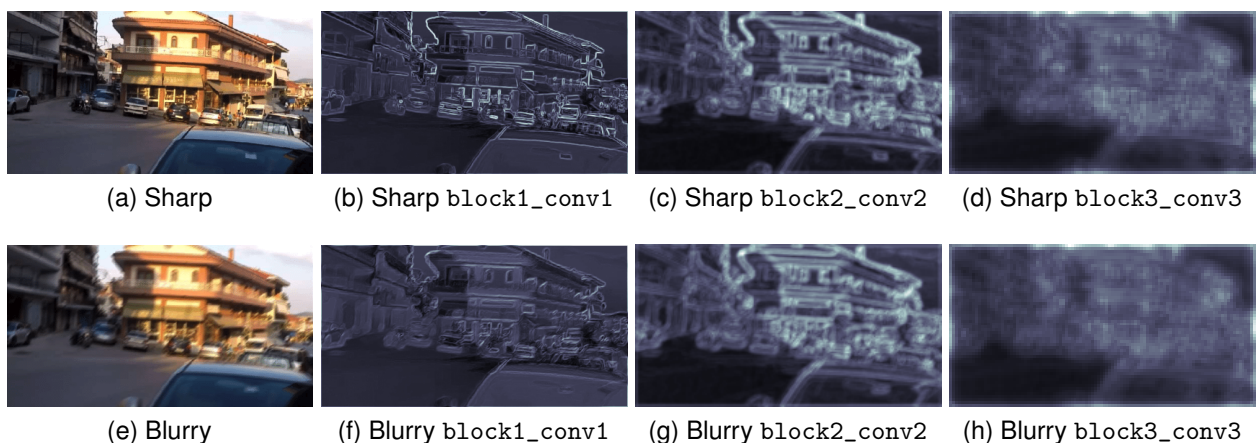 (a) Sharp
(b) Sharp block1_conv1
(c) Sharp block2_conv2
(d) Sharp block3_conv3
(e) Blurry
(f) Blurry block1_conv1
(g) Blurry block2_conv2
(h) Blurry block3_conv3